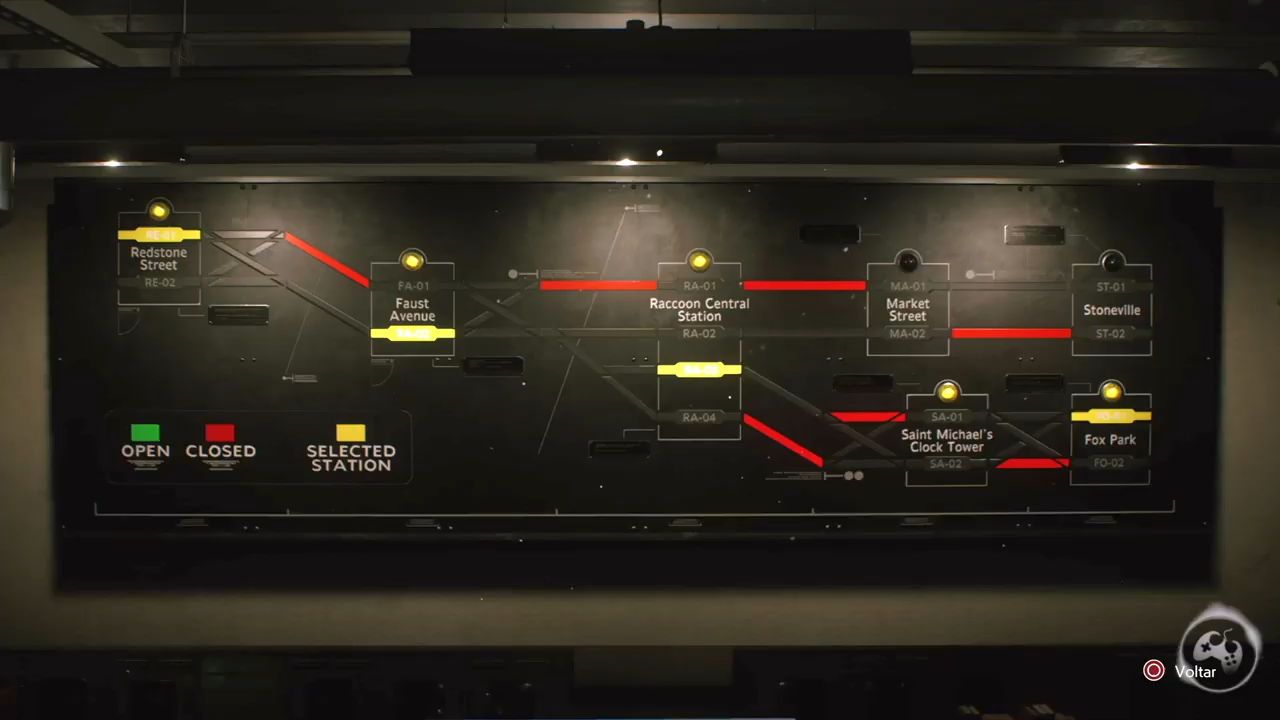 RE-01
Redstone
Street
RE-02
FA-01
Faust
Avenue
RA-01
Raccoon Central
Station
RA-02
RA-04
MA-01
Market
Street
MA-02
ST-01
Stoneville
ST-02
SA-01
Saint Michael's
Clock Tower
SA-02
Fox Park
FO-02
OPEN
CLOSED
SELECTED
STATION
Voltar